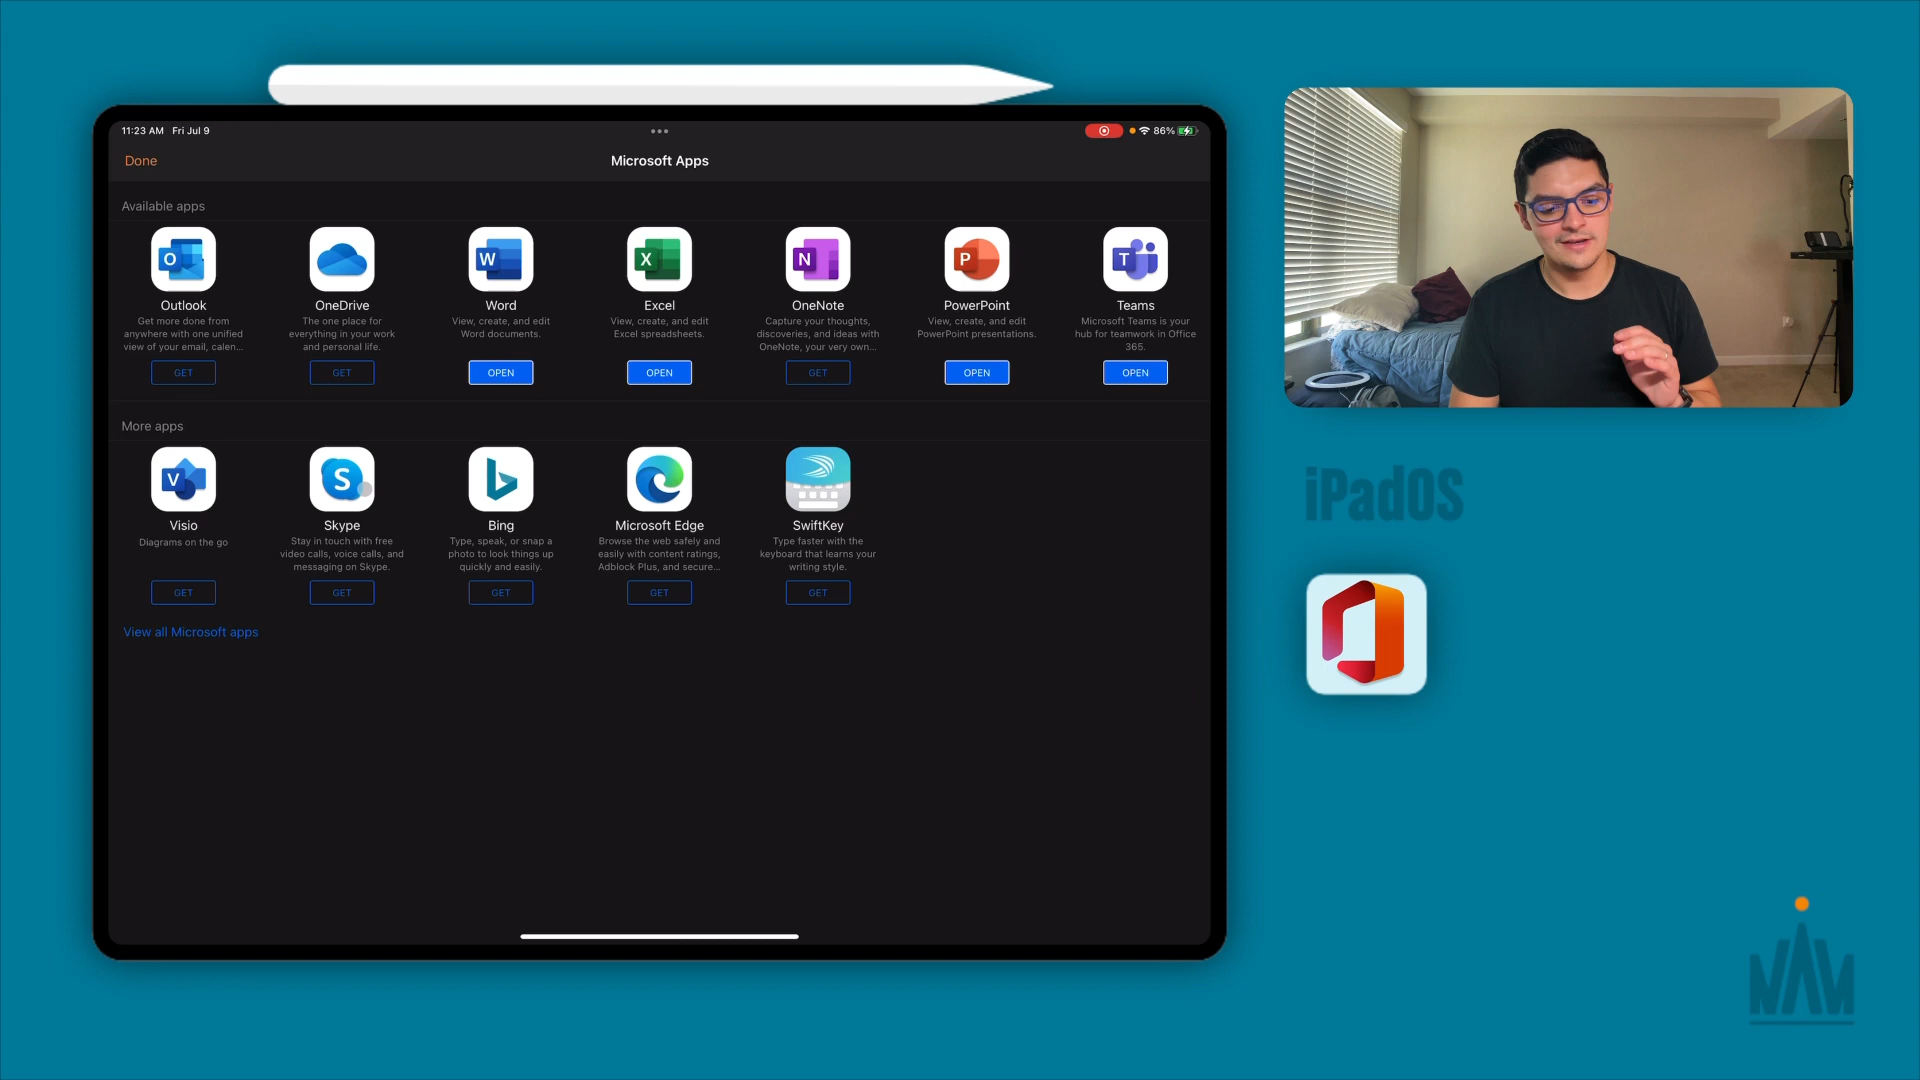 11:23 AM Fri Jul 9
86%
Done
Microsoft Apps
Available apps
Outlook
Get more done from
anywhere with one unified
view of your email, calen...
GET
OneDrive
The one place for
everything in your work
and personal life.
GET
W
Word
View, create, and edit
Word documents.
OPEN
X
Excel
View, create, and edit
Excel spreadsheets.
OPEN
N
OneNote
Capture your thoughts,
discoveries, and ideas with
OneNote, your very own...
GET
P
PowerPoint
View, create, and edit
PowerPoint presentations.
OPEN
T
Teams
Microsoft Teams is your
hub for teamwork in Office
365.
OPEN
More apps
V
Visio
Diagrams on the go
GET
S
Skype
Stay in touch with free
video calls, voice calls, and
messaging on Skype.
GET
Bing
Type, speak, or snap a
photo to look things up
quickly and easily.
GET
Microsoft Edge
Browse the web safely and
easily with content ratings,
Adblock Plus, and secure...
GET
SwiftKey
Type faster with the
keyboard that learns your
writing style.
GET
View all Microsoft apps
iPadOS